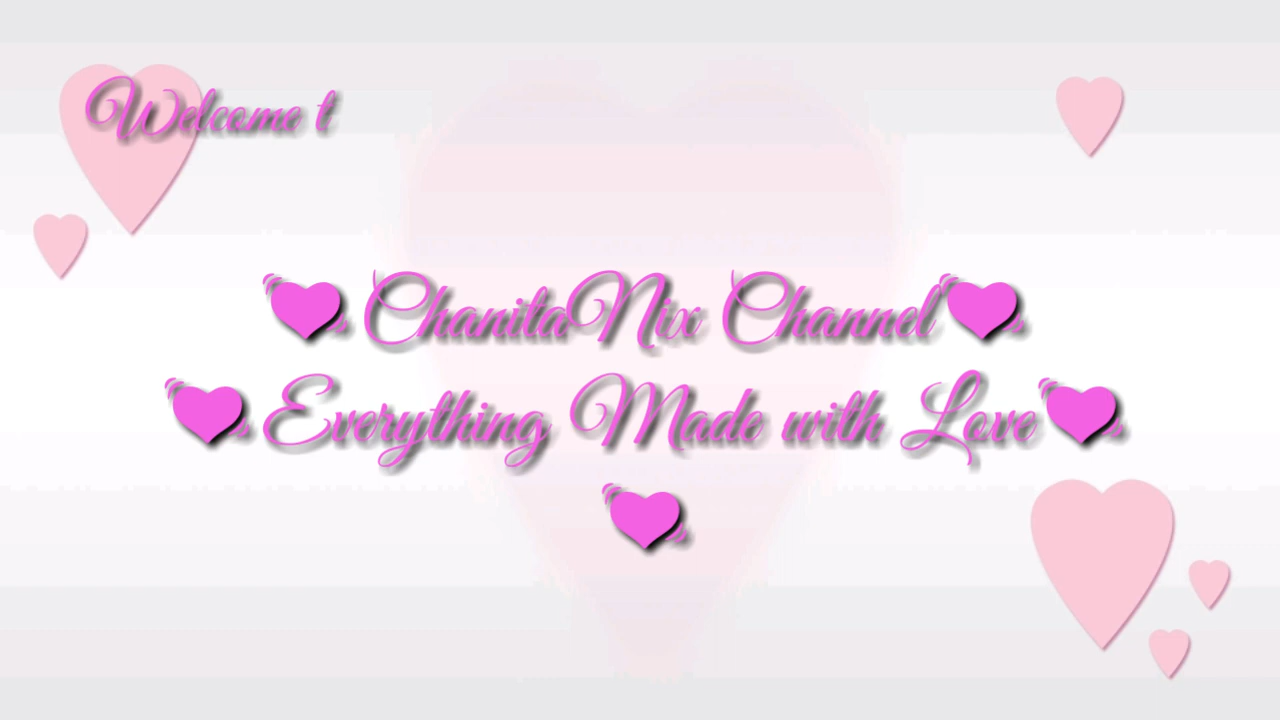 Welcome t
💓 ChanitaNix Channel 💓
💓 Everything Made with Love 💓
💓